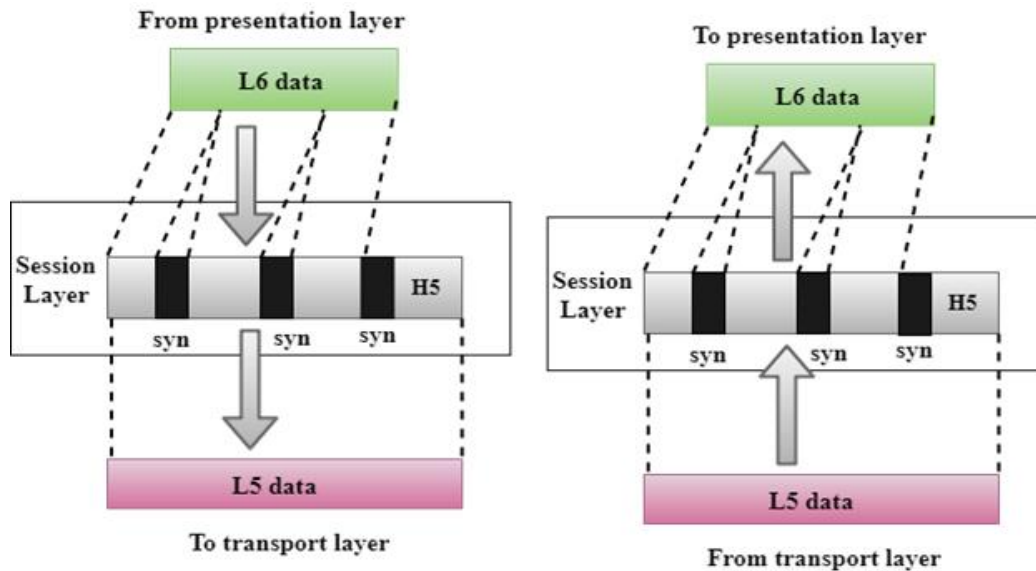 From presentation layer
L6 data
Session
Layer
H5
syn
syn
syn
L5 data
To transport layer
To presentation layer
L6 data
Session
Layer
H5
syn
syn
syn
L5 data
From transport layer